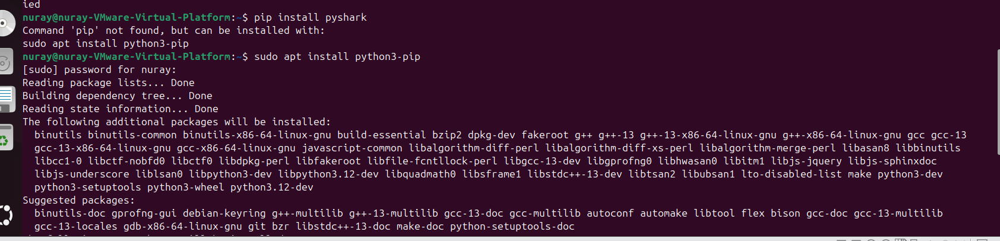 ied
nuray@nuray-VMware-Virtual-Platform:~$ pip install pyshark
Command 'pip' not found, but can be installed with:
sudo apt install python3-pip
nuray@nuray-VMware-Virtual-Platform:~$ sudo apt install python3-pip
[sudo] password for nuray:
Reading package lists... Done
Building dependency tree... Done
Reading state information... Done
The following additional packages will be installed:
  binutils binutils-common binutils-x86-64-linux-gnu build-essential bzip2 dpkg-dev fakeroot g++ g++-13 g++-13-x86-64-linux-gnu g++-x86-64-linux-gnu gcc gcc-13
  gcc-13-x86-64-linux-gnu gcc-x86-64-linux-gnu javascript-common libalgorithm-diff-perl libalgorithm-diff-xs-perl libalgorithm-merge-perl libasan8 libbinutils
  libcc1-0 libctf-nobfd0 libctf0 libdpkg-perl libfakeroot libfile-fcntllock-perl libgcc-13-dev libgprofng0 libhwasan0 libitm1 libjs-jquery libjs-sphinxdoc
  libjs-underscore liblsan0 libpython3-dev libpython3.12-dev libquadmath0 libsframe1 libstdc++-13-dev libtsan2 libubsan1 lto-disabled-list make python3-dev
  python3-setuptools python3-wheel python3.12-dev
Suggested packages:
  binutils-doc gprofng-gui debian-keyring g++-multilib g++-13-multilib gcc-13-doc gcc-multilib autoconf automake libtool flex bison gcc-doc gcc-13-multilib
  gcc-13-locales gdb-x86-64-linux-gnu git bzr libstdc++-13-doc make-doc python-setuptools-doc